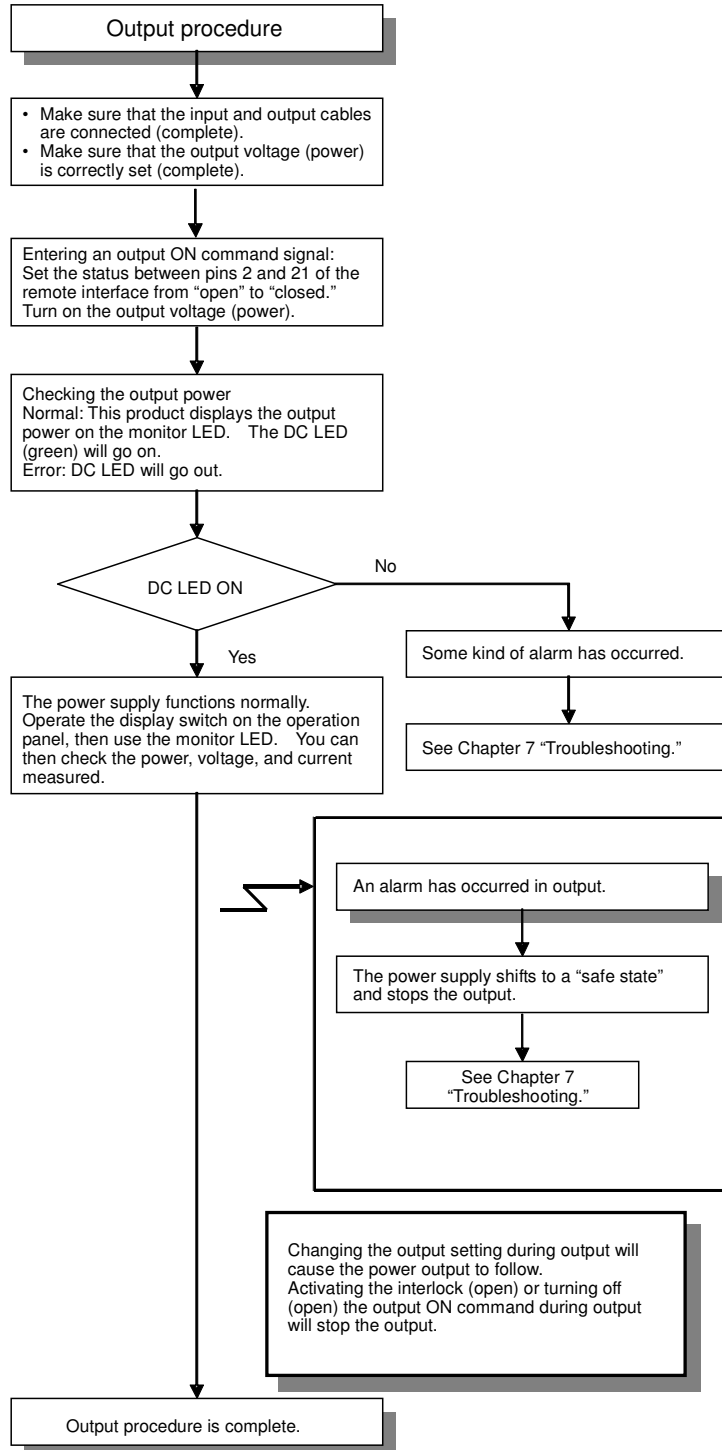 Output procedure
• Make sure that the input and output cables
are connected (complete).
• Make sure that the output voltage (power)
is correctly set (complete).
Entering an output ON command signal:
Set the status between pins 2 and 21 of the
remote interface from “open” to “closed.”
Turn on the output voltage (power).
Checking the output power
Normal: This product displays the output
power on the monitor LED. The DC LED
(green) will go on.
Error: DC LED will go out.
DC LED ON
No
Yes
Some kind of alarm has occurred.
See Chapter 7 “Troubleshooting.”
The power supply functions normally.
Operate the display switch on the operation
panel, then use the monitor LED. You can
then check the power, voltage, and current
measured.
An alarm has occurred in output.
The power supply shifts to a “safe state”
and stops the output.
See Chapter 7
“Troubleshooting.”
Changing the output setting during output will
cause the power output to follow.
Activating the interlock (open) or turning off
(open) the output ON command during output
will stop the output.
Output procedure is complete.